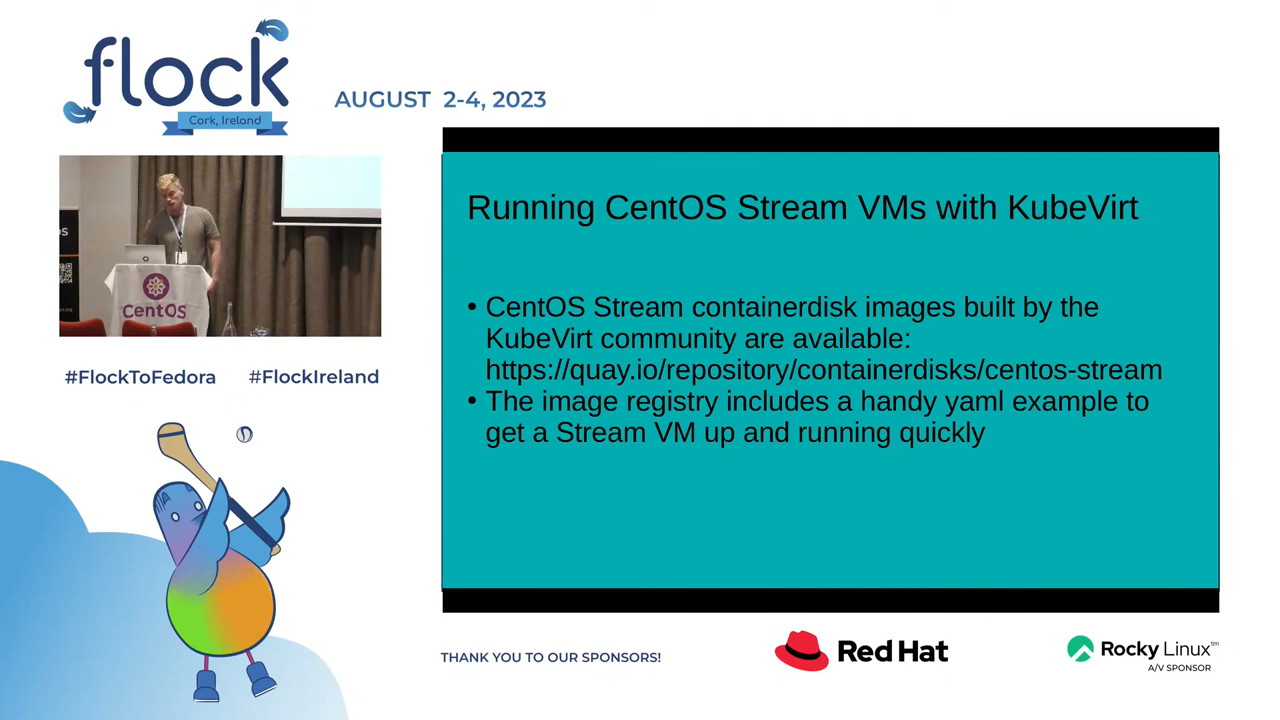 flock
Cork, Ireland
AUGUST 2-4, 2023
CentOS
#FlockToFedora #FlockIreland
Running CentOS Stream VMs with KubeVirt
• CentOS Stream containerdisk images built by the
KubeVirt community are available:
https://quay.io/repository/containerdisks/centos-stream
• The image registry includes a handy yaml example to
get a Stream VM up and running quickly
THANK YOU TO OUR SPONSORS!
Red Hat
Rocky Linux™
A/V SPONSOR